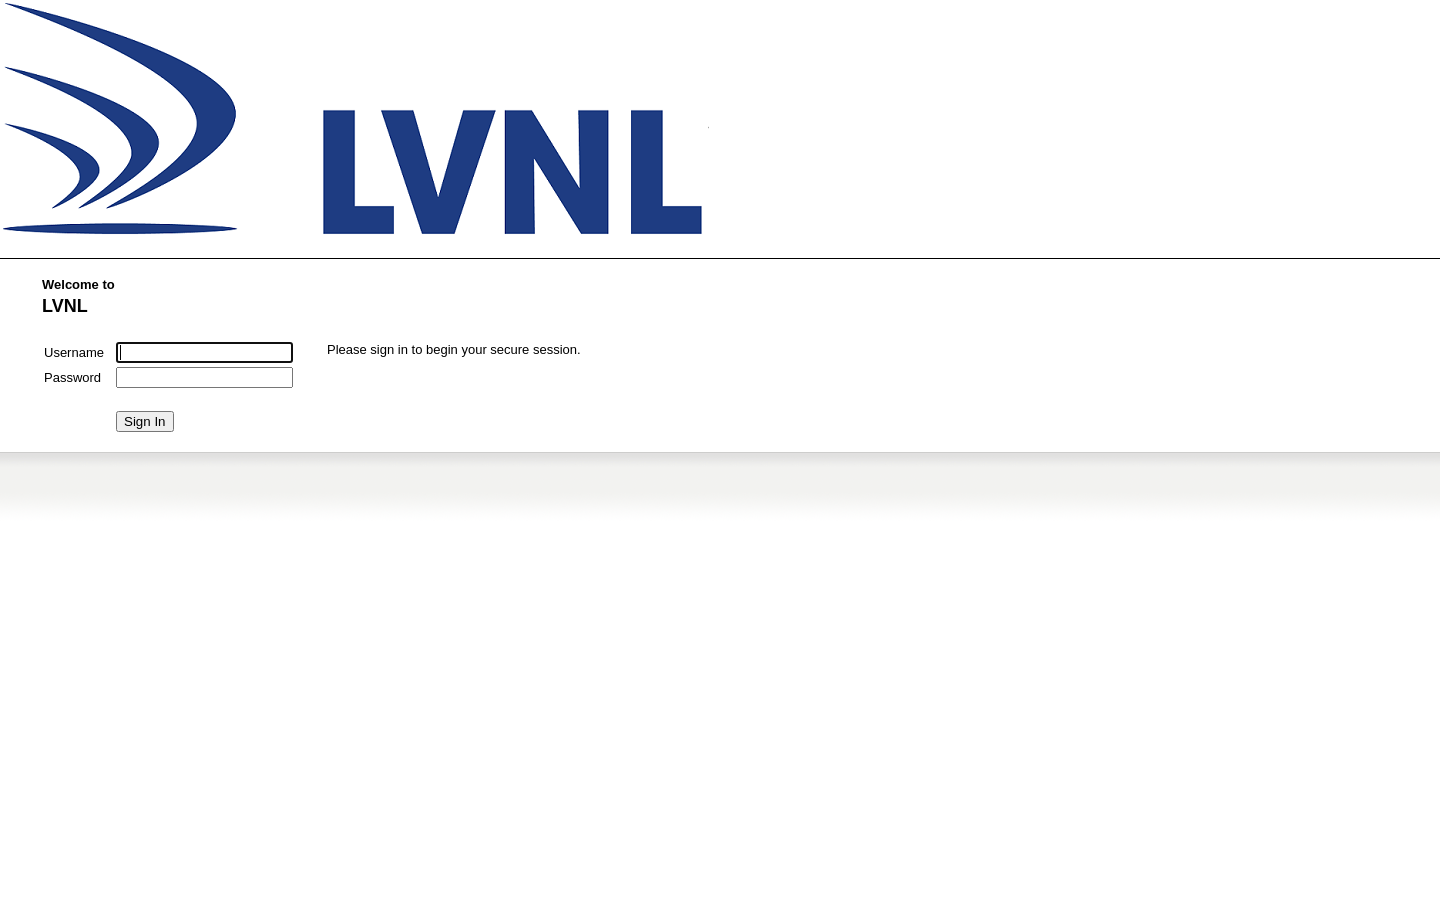 LVNL
Welcome to
LVNL
Username
Please sign in to begin your secure session.
Password
Sign In